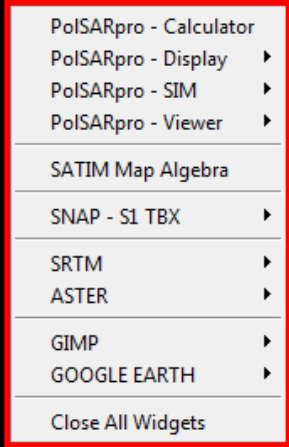 PolSARpro - Calculator
PolSARpro - Display
PolSARpro - SIM
PolSARpro - Viewer
SATIM Map Algebra
SNAP - S1 TBX
SRTM
ASTER
GIMP
GOOGLE EARTH
Close All Widgets